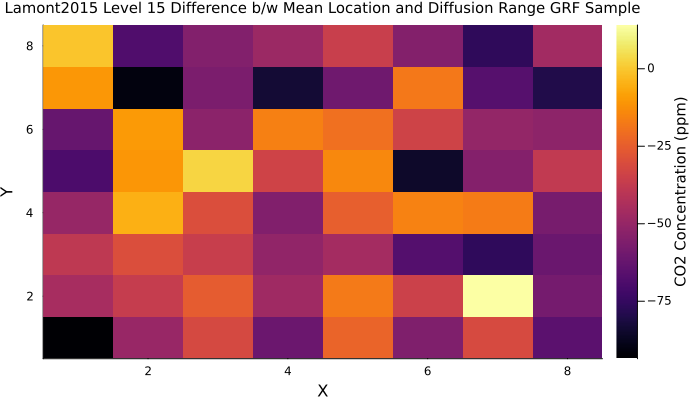 Lamont2015 Level 15 Difference b/w Mean Location and Diffusion Range GRF Sample
8
6
4
2
Y
2 4 6 8
X
0
−25
−50
−75
CO2 Concentration (ppm)